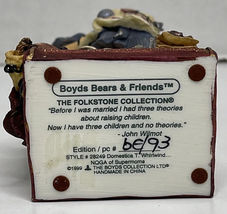 Boyds Bears & Friends™
THE FOLKSTONE COLLECTION®
"Before I was married I had three theories
about raising children.
Now I have three children and no theories."
- John Wilmot
Edition / pc # 6E/93
STYLE # 28249 Domestica T. Whirlwind...
NQGA of Supermoms
©1999 THE BOYDS COLLECTION LTD®
HANDMADE IN CHINA